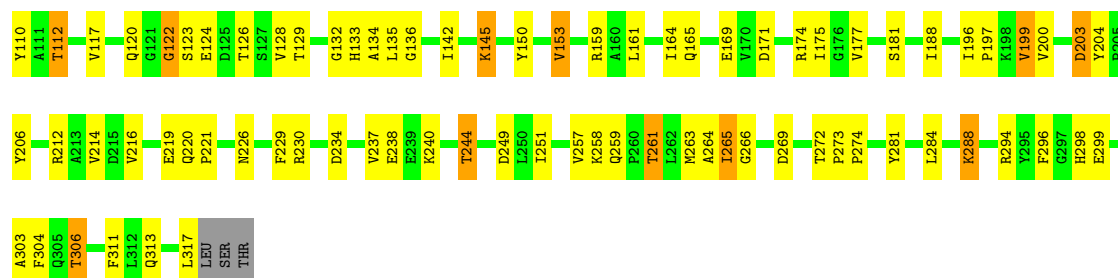 Y110 A111 T112 V117 Q120 G121 G122 S123 E124 D125 T126 S127 V128 T129 G132 H133 A134 L135 G136 I142 K145 Y150 V153 R159 A160 L161 I164 Q165 E169 V170 D171 R174 I175 G176 V177 S181 I188 I196 P197 K198 V199 V200 D203 Y204
Y206 R212 A213 V214 D215 V216 E219 Q220 P221 N226 F229 R230 D234 V237 E238 E239 K240 T244 D249 L250 I251 V257 K258 Q259 P260 T261 L262 M263 A264 I265 G266 D269 T272 P273 P274 Y281 L284 K288 R294 Y295 F296 G297 H298 E299
A303 F304 Q305 T306 F311 L312 Q313 L317 LEU SER THR